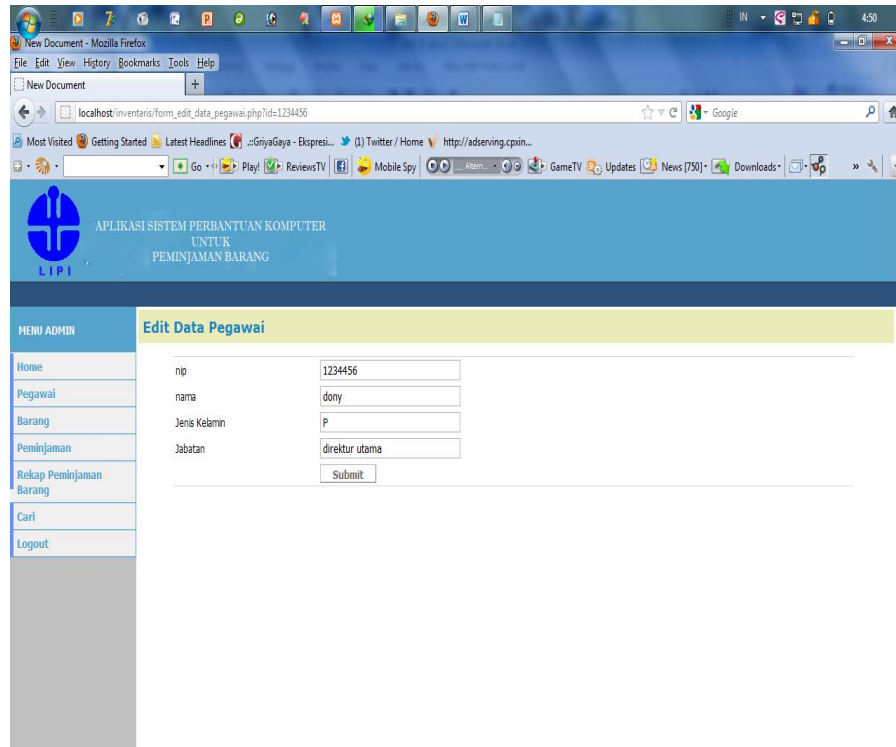 IN
4:50
New Document - Mozilla Firefox
File Edit View History Bookmarks Tools Help
New Document
localhost/inventaris/form_edit_data_pegawai.php?id=1234456
Google
Most Visited Getting Started Latest Headlines .::GriyaGaya - Ekspresi... (1) Twitter / Home http://adserving.cpxin...
Go Play! ReviewsTV Mobile Spy Altern... GameTV Updates News [750] Downloads
APLIKASI SISTEM PERBANTUAN KOMPUTER
UNTUK
PEMINJAMAN BARANG
LIPI
MENU ADMIN
Edit Data Pegawai
Home
Pegawai
Barang
Peminjaman
Rekap Peminjaman
Barang
Cari
Logout
nip 1234456
nama dony
Jenis Kelamin P
Jabatan direktur utama
Submit